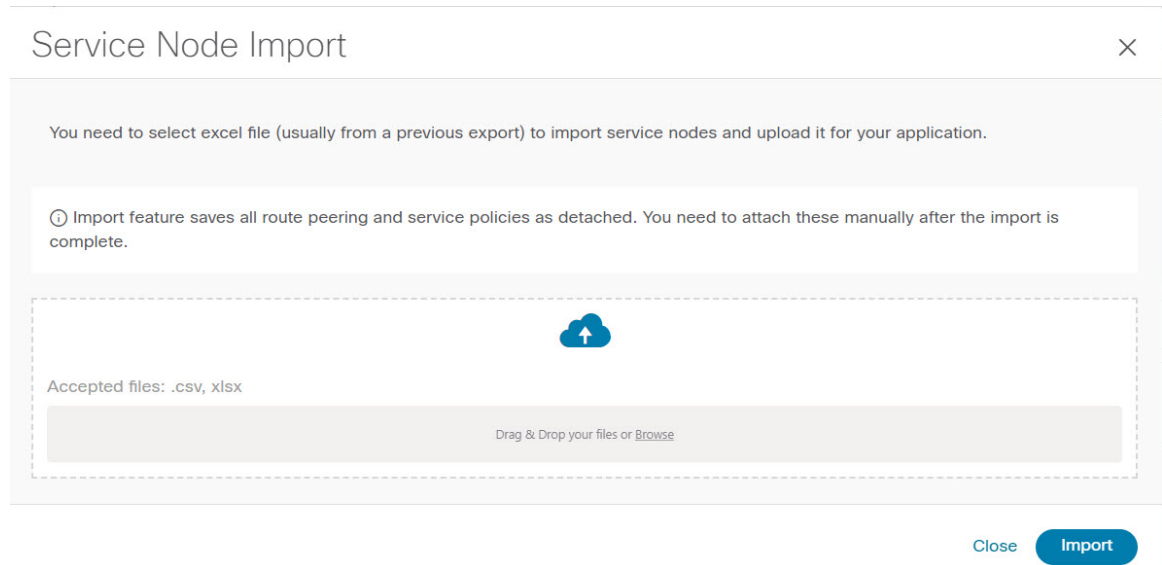 Service Node Import
You need to select excel file (usually from a previous export) to import service nodes and upload it for your application.
Import feature saves all route peering and service policies as detached. You need to attach these manually after the import is
complete.
Accepted files: .csv, xlsx
Drag & Drop your files or Browse
Close Import